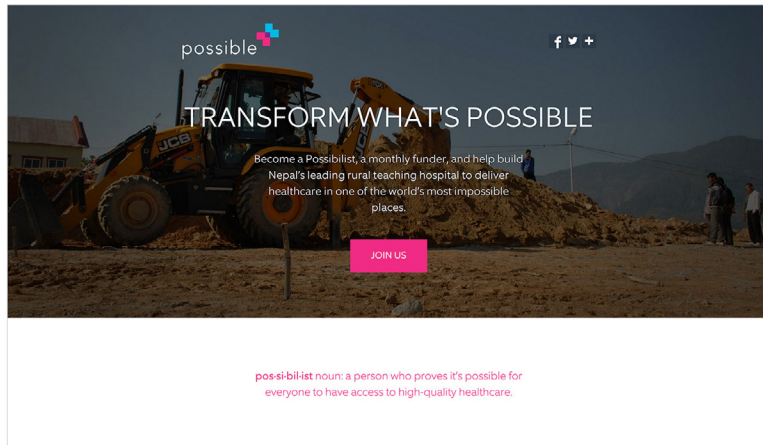 possible
TRANSFORM WHAT'S POSSIBLE
JCB
JCB
Become a Possibilist, a monthly funder, and help build
Nepal's leading rural teaching hospital to deliver
healthcare in one of the world's most impossible
places.
JOIN US
pos·si·bil·ist noun: a person who proves it's possible for
everyone to have access to high-quality healthcare.